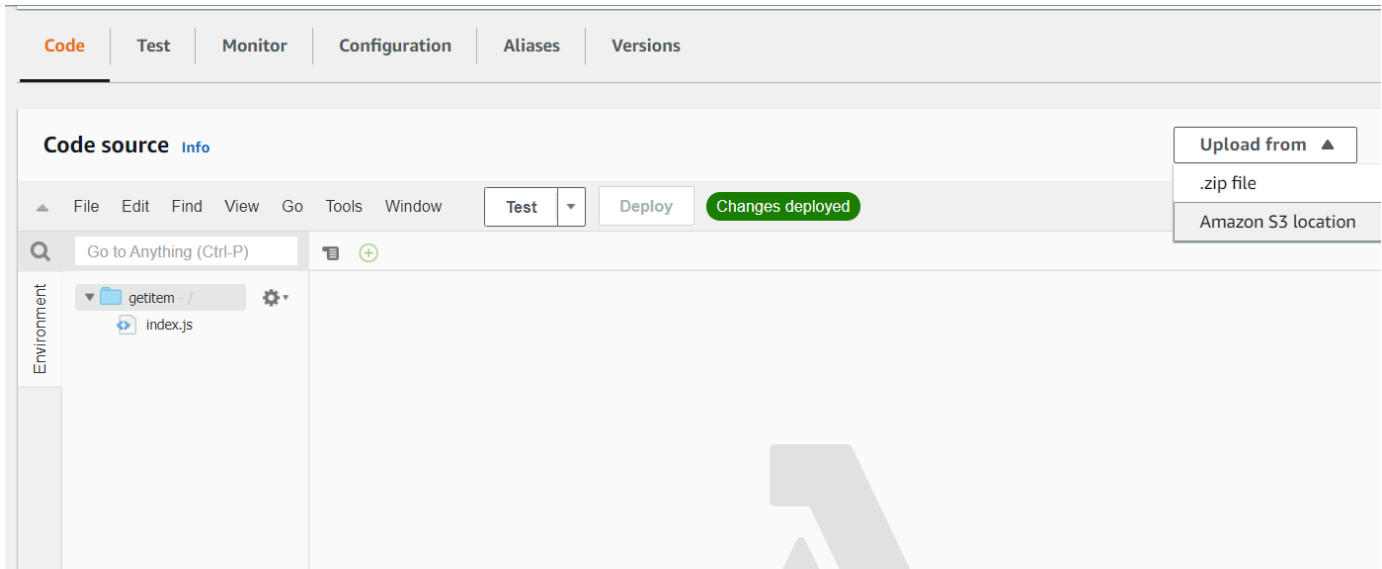 Code Test Monitor Configuration Aliases Versions
Code source Info
Upload from
.zip file
Amazon S3 location
File Edit Find View Go Tools Window Test Deploy Changes deployed
Go to Anything (Ctrl-P)
Environment
getitem - /
index.js